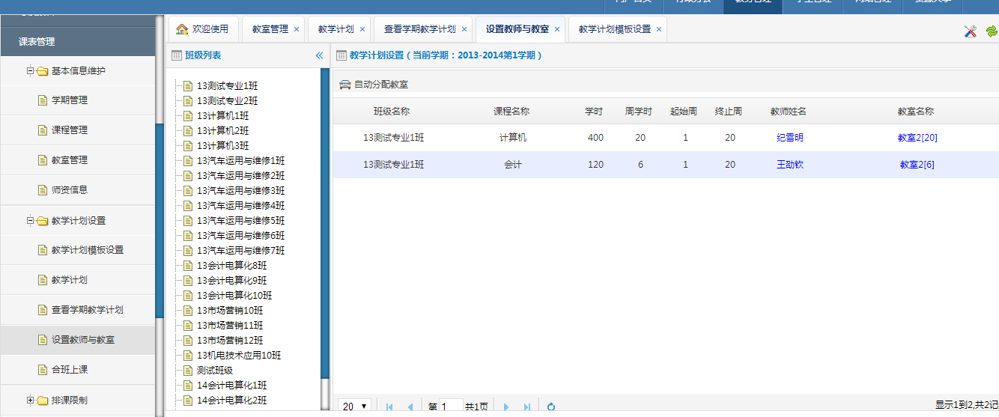 教务管理
课表管理
基本信息维护
学期管理
课程管理
教室管理
师资信息
教学计划设置
教学计划模板设置
教学计划
查看学期教学计划
设置教师与教室
合班上课
排课限制
欢迎使用
教室管理
教学计划
查看学期教学计划
设置教师与教室
教学计划模板设置
班级列表
13测试专业1班
13测试专业2班
13计算机1班
13计算机2班
13计算机3班
13汽车运用与维修1班
13汽车运用与维修2班
13汽车运用与维修3班
13汽车运用与维修4班
13汽车运用与维修5班
13汽车运用与维修6班
13汽车运用与维修7班
13会计电算化8班
13会计电算化9班
13会计电算化10班
13市场营销10班
13市场营销11班
13市场营销12班
13机电技术应用10班
测试班级
14会计电算化1班
14会计电算化2班
教学计划设置(当前学期：2013-2014第1学期)
自动分配教室
班级名称 课程名称 学时 周学时 起始周 终止周 教师姓名 教室名称
13测试专业1班 计算机 400 20 1 20 纪雪明 教室2[20]
13测试专业1班 会计 120 6 1 20 王劭钦 教室2[6]
20 第 1 共1页
显示1到2,共2记